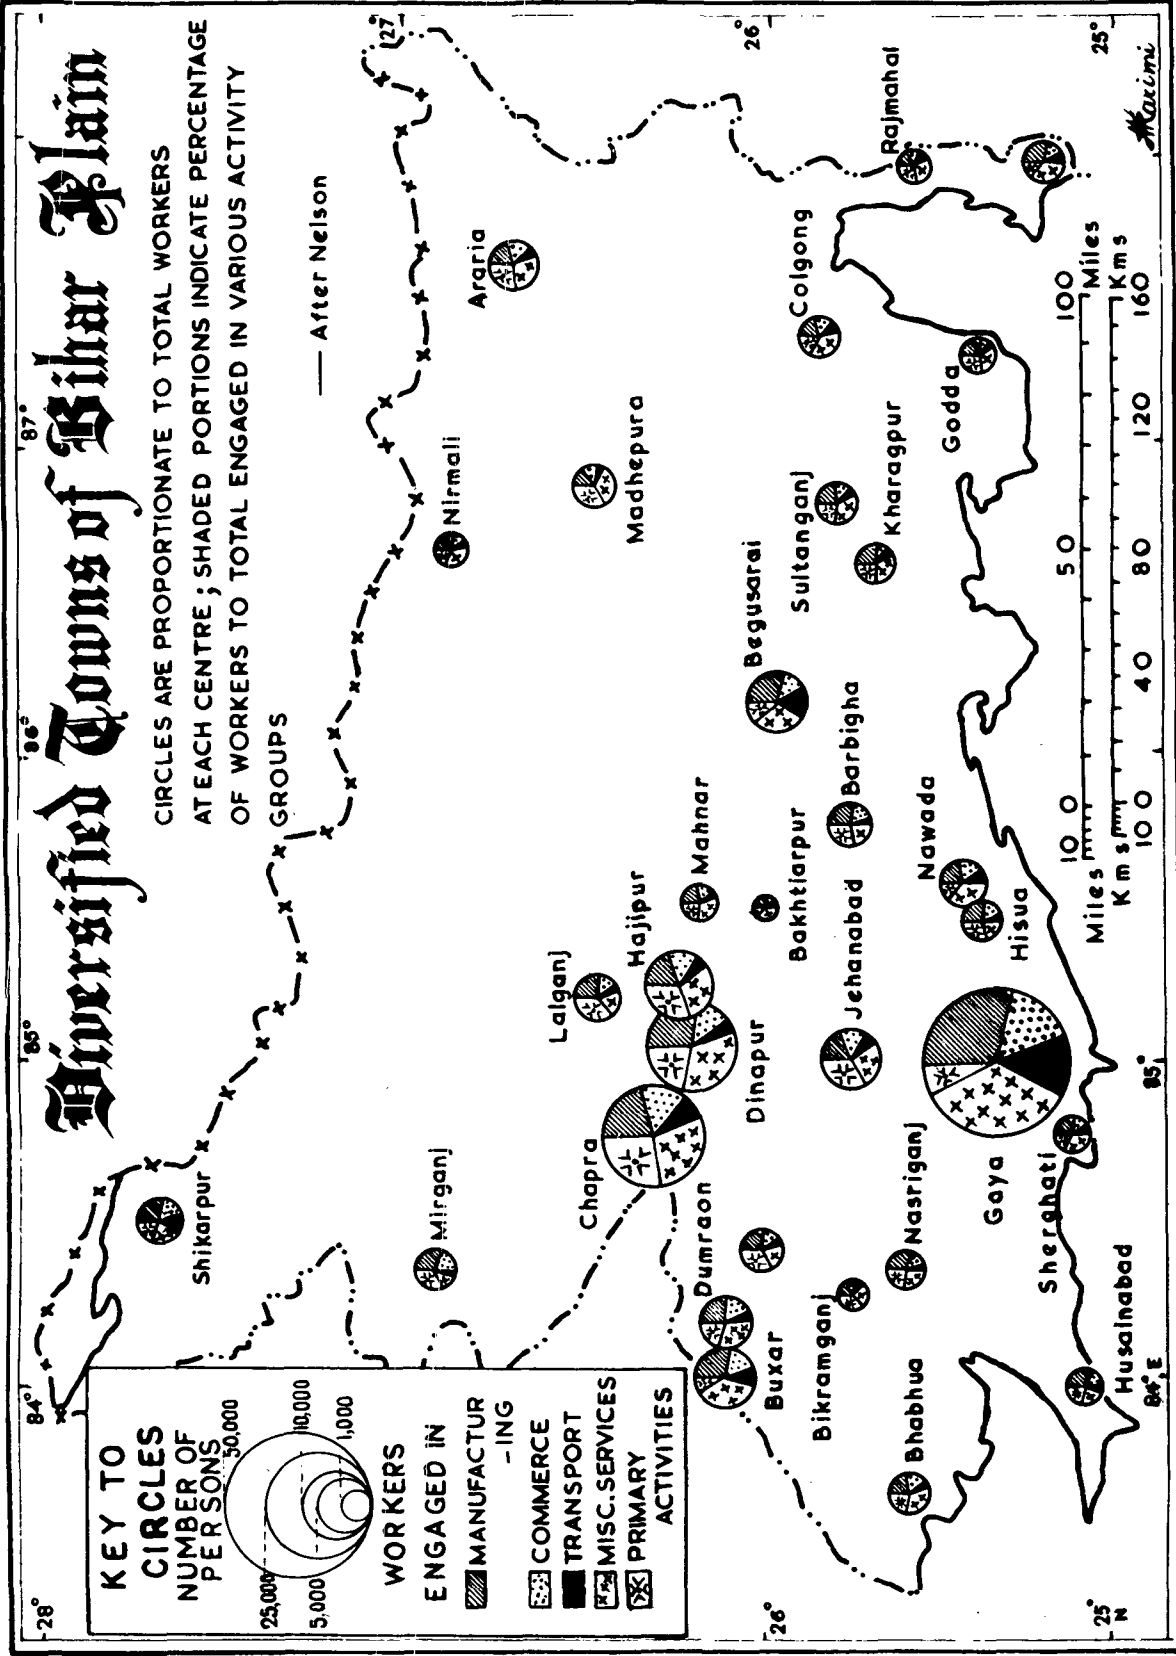 Diversified Towns of Bihar Plain
CIRCLES ARE PROPORTIONATE TO TOTAL WORKERS
AT EACH CENTRE; SHADED PORTIONS INDICATE PERCENTAGE
OF WORKERS TO TOTAL ENGAGED IN VARIOUS ACTIVITY
GROUPS
— After Nelson
28°
84°
85°
86°
87°
27°
Shikarpur
Nirmali
Araria
Mirganj
Madhepura
Lalganj
Chapra
Hajipur
Mahnar
Dinapur
Dumraon
Buxar
Begusarai
Bakhtiarpur
Sultanganj
Colgong
Kharagpur
Barbigha
Jehanabad
Bikramganj
Nasriganj
Bhabhua
Rajmahal
Godda
Nawada
Hisua
Gaya
Sherghati
Husainabad
26°
26°
KEY TO
CIRCLES
NUMBER OF
PERSONS
50,000
25,000
10,000
5,000
1,000
WORKERS
ENGAGED IN
MANUFACTUR
-ING
COMMERCE
TRANSPORT
MISC. SERVICES
PRIMARY
ACTIVITIES
10 0 50 100
Miles Miles
Kms Kms
10 0 40 80 120 160
25°
N
84° E
85°
25°
Karimi